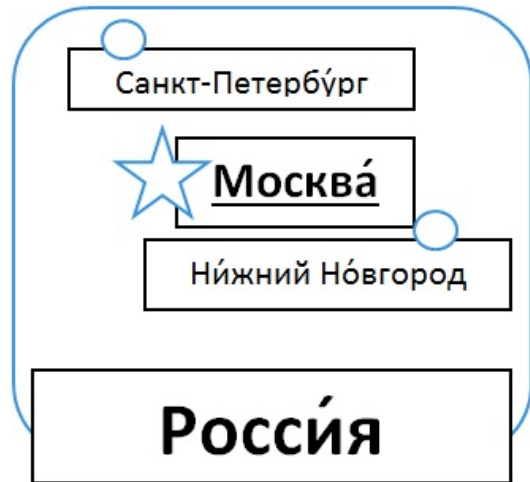 Санкт-Петербу́рг
Москва́
Ни́жний Но́вгород
Росси́я